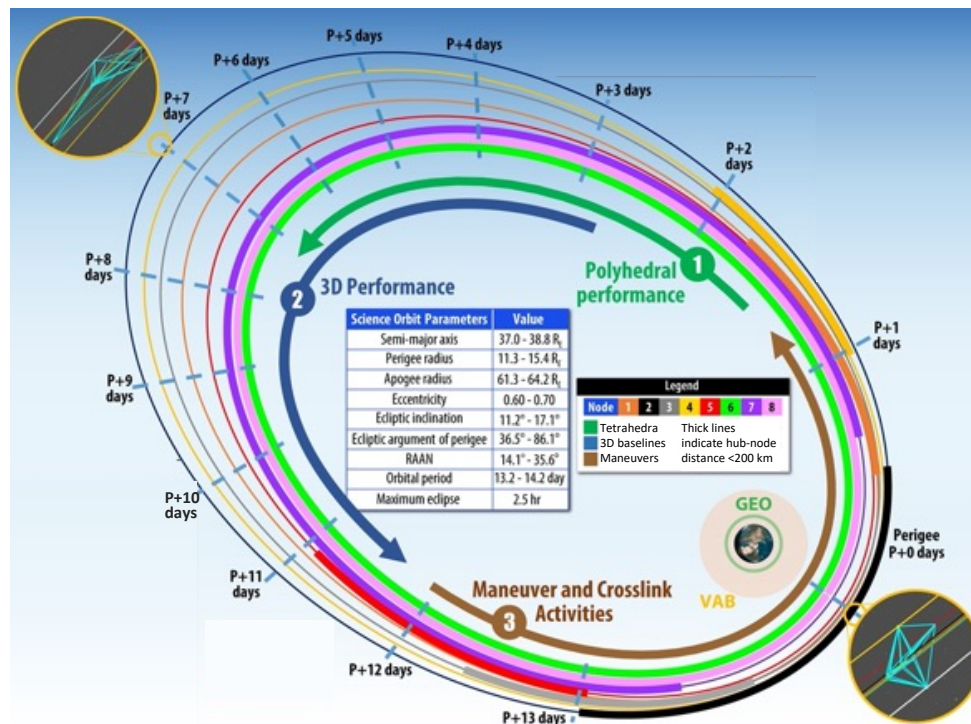 P+5 days
P+4 days
P+6 days
P+3 days
P+7
days
P+2
days
P+8
days
1
Polyhedral
performance
2
3D Performance
Science Orbit Parameters Value
Semi-major axis 37.0 - 38.8 RE
Perigee radius 11.3 - 15.4 RE
Apogee radius 61.3 - 64.2 RE
Eccentricity 0.60 - 0.70
Ecliptic inclination 11.2° - 17.1°
Ecliptic argument of perigee 36.5° - 86.1°
RAAN 14.1° - 35.6°
Orbital period 13.2 - 14.2 day
Maximum eclipse 2.5 hr
P+1
days
Legend
Node 1 2 3 4 5 6 7 8
Tetrahedra Thick lines
3D baselines indicate hub-node
Maneuvers distance <200 km
P+9
days
P+10
days
GEO
VAB
Perigee
P+0 days
P+11
days
Maneuver and Crosslink
Activities
3
P+12 days
P+13 days